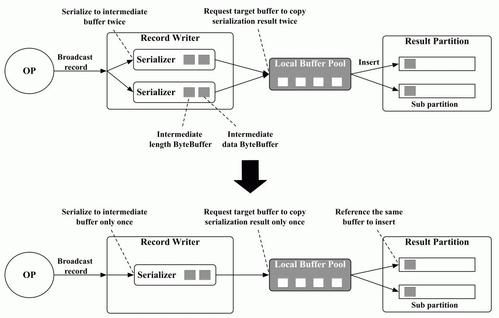 Serialize to intermediate
buffer twice
Request target buffer to copy
serialization result twice
Broadcast
record
Record Writer
Result Partition
OP
Serializer
Serializer
Local Buffer Pool
Insert
Sub partition
Intermediate
length ByteBuffer
Intermediate
data ByteBuffer
Serialize to intermediate
buffer only once
Request target buffer to copy
serialization result only once
Reference the same
buffer to insert
Broadcast
record
Record Writer
Result Partition
OP
Serializer
Local Buffer Pool
Sub partition